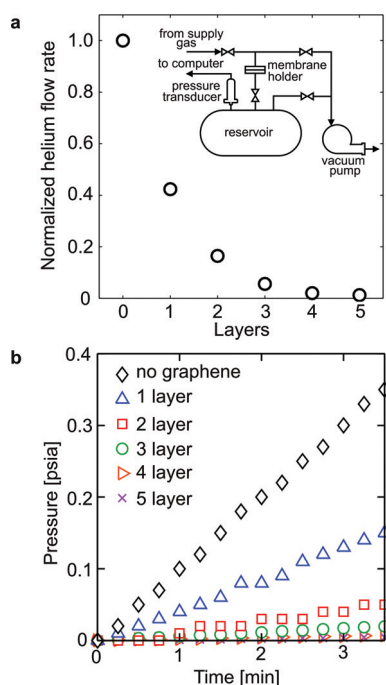 a
from supply
gas
to computer
pressure
transducer
membrane
holder
reservoir
vacuum
pump
Normalized helium flow rate
1.0
0.8
0.6
0.4
0.2
0
0 1 2 3 4 5
Layers
b
0.4
0.3
0.2
0.1
0
Pressure [psia]
no graphene
1 layer
2 layer
3 layer
4 layer
5 layer
0 1 2 3
Time [min]